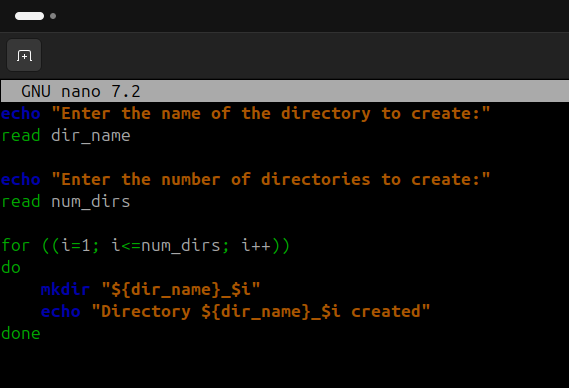 GNU nano 7.2
echo "Enter the name of the directory to create:"
read dir_name
echo "Enter the number of directories to create:"
read num_dirs
for ((i=1; i<=num_dirs; i++))
do
    mkdir "${dir_name}_$i"
    echo "Directory ${dir_name}_$i created"
done